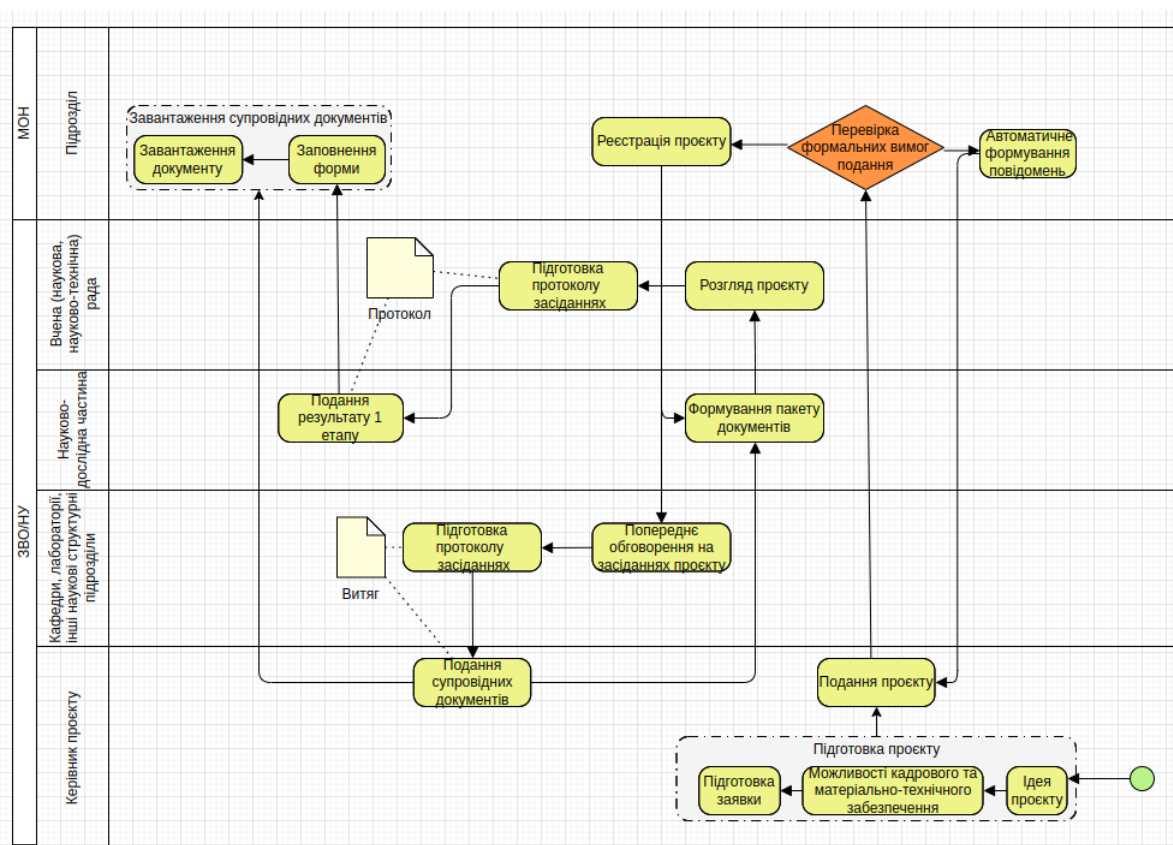 МОН
Підрозділ
Завантаження супровідних документів
Завантаження
документу
Заповнення
форми
Реєстрація проєкту
Перевірка
формальних вимог
подання
Автоматичне
формування
повідомень
ЗВО/НУ
Вчена (наукова,
науково-технічна)
рада
Протокол
Підготовка
протоколу
засіданнях
Розгляд проєкту
Науково-
дослідна частина
Подання
результату 1
етапу
Формування пакету
документів
Кафедри, лабораторії,
інші наукові структурні
підрозділи
Витяг
Підготовка
протоколу
засіданнях
Попереднє
обговорення на
засіданнях проєкту
Керівник проєкту
Подання
супровідних
документів
Подання проєкту
Підготовка проєкту
Підготовка
заявки
Можливості кадрового та
матеріально-технічного
забезпечення
Ідея
проєкту